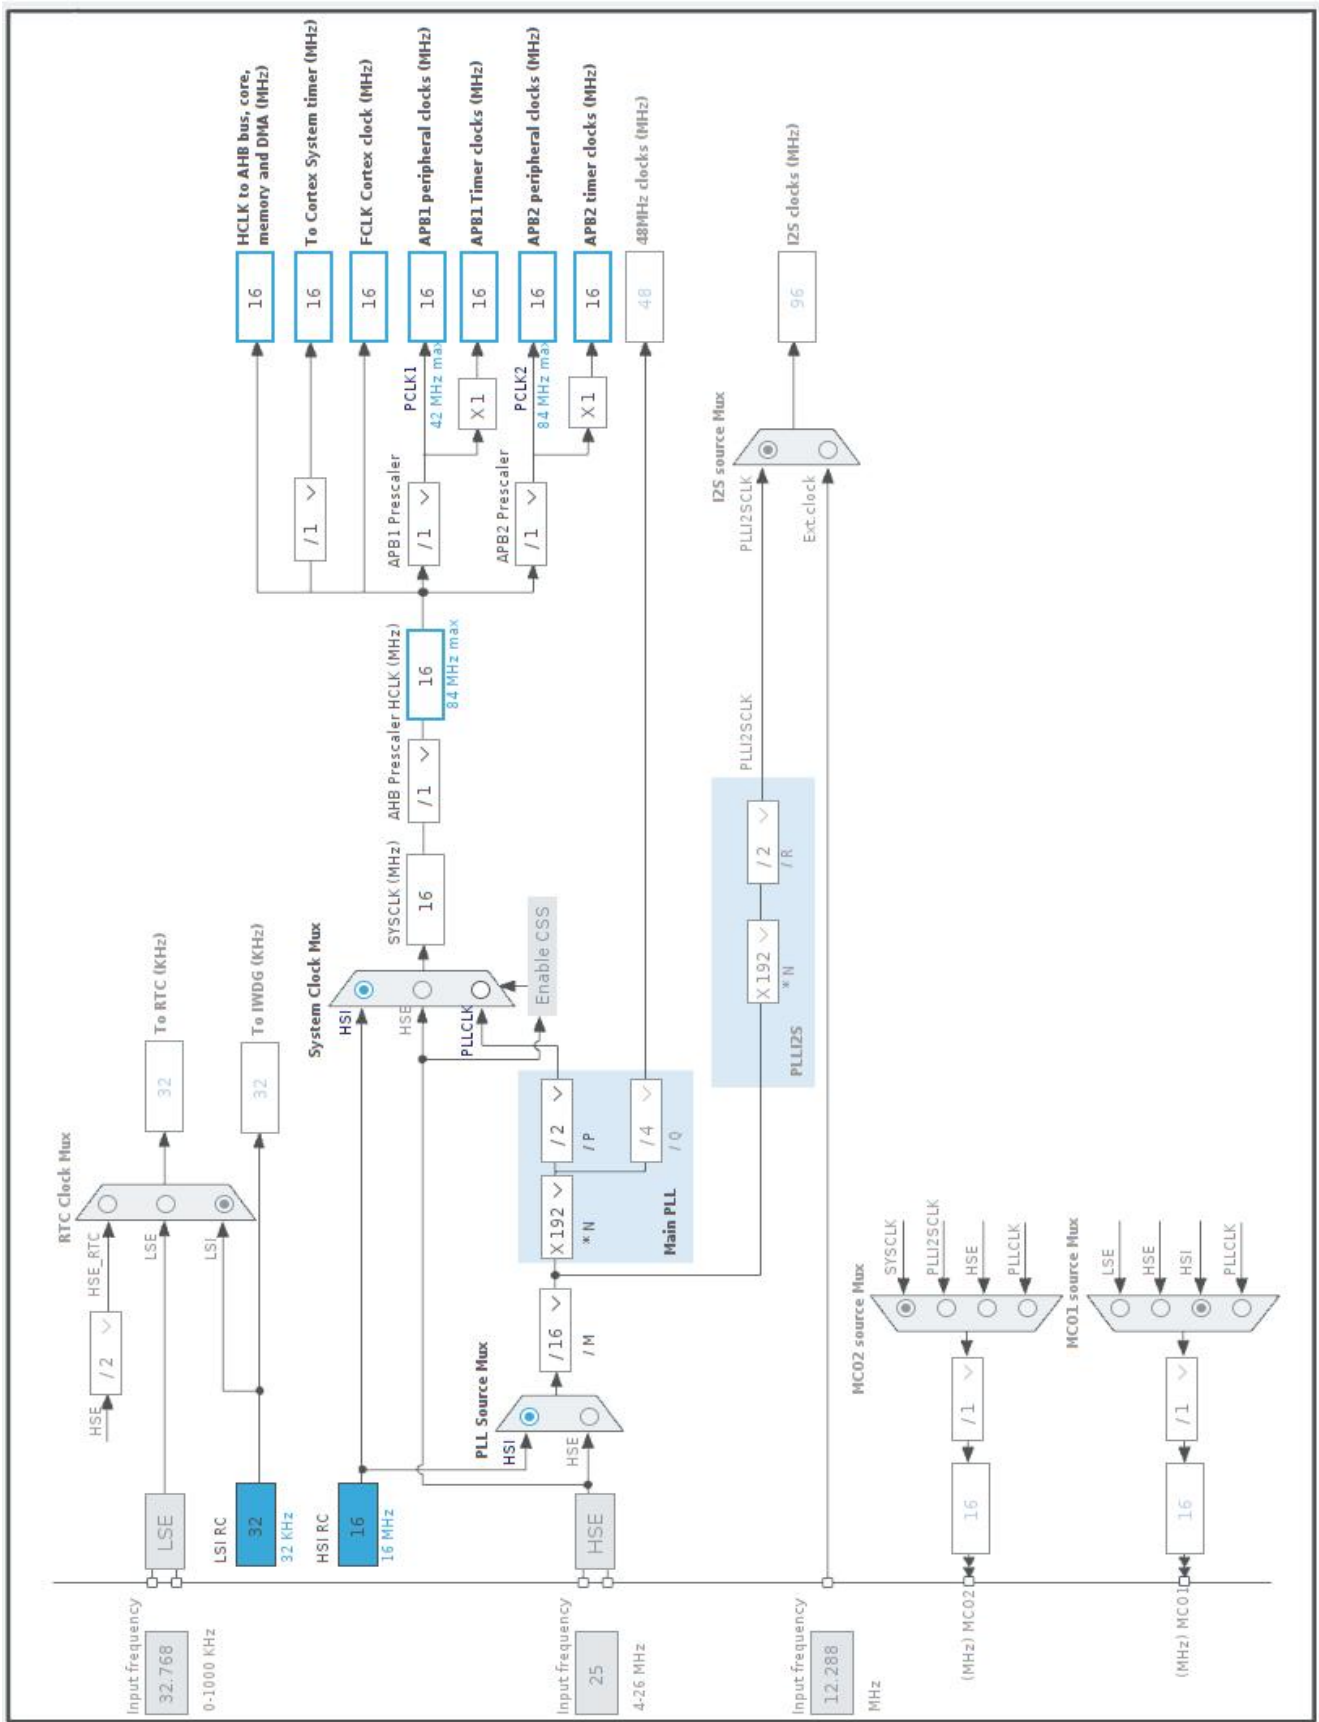 Input frequency
32.768
0-1000 KHz
LSE
HSE
/ 2
HSE_RTC
LSE
LSI
RTC Clock Mux
32
To RTC (KHz)
LSI RC
32
32 KHz
32
To IWDG (KHz)
HSI RC
16
16 MHz
System Clock Mux
HSI
HSE
PLLCLK
Enable CSS
SYSCLK (MHz)
16
AHB Prescaler
/ 1
HCLK (MHz)
16
84 MHz max
16
HCLK to AHB bus, core,
memory and DMA (MHz)
/ 1
16
To Cortex System timer (MHz)
16
FCLK Cortex clock (MHz)
APB1 Prescaler
/ 1
PCLK1
42 MHz max
16
APB1 peripheral clocks (MHz)
X 1
16
APB1 Timer clocks (MHz)
APB2 Prescaler
/ 1
PCLK2
84 MHz max
16
APB2 peripheral clocks (MHz)
X 1
16
APB2 timer clocks (MHz)
48
48MHz clocks (MHz)
Input frequency
25
4-26 MHz
HSE
PLL Source Mux
HSI
HSE
/ 16
/ M
X 192
* N
/ 2
/ P
/ 4
/ Q
Main PLL
PLLI2S
X 192
* N
/ 2
/ R
PLLI2SCLK
PLLI2SCLK
Ext.clock
I2S source Mux
96
I2S clocks (MHz)
Input frequency
12.288
MHz
MCO2 source Mux
SYSCLK
PLLI2SCLK
HSE
PLLCLK
/ 1
16
(MHz) MCO2
MCO1 source Mux
LSE
HSE
HSI
PLLCLK
/ 1
16
(MHz) MCO1